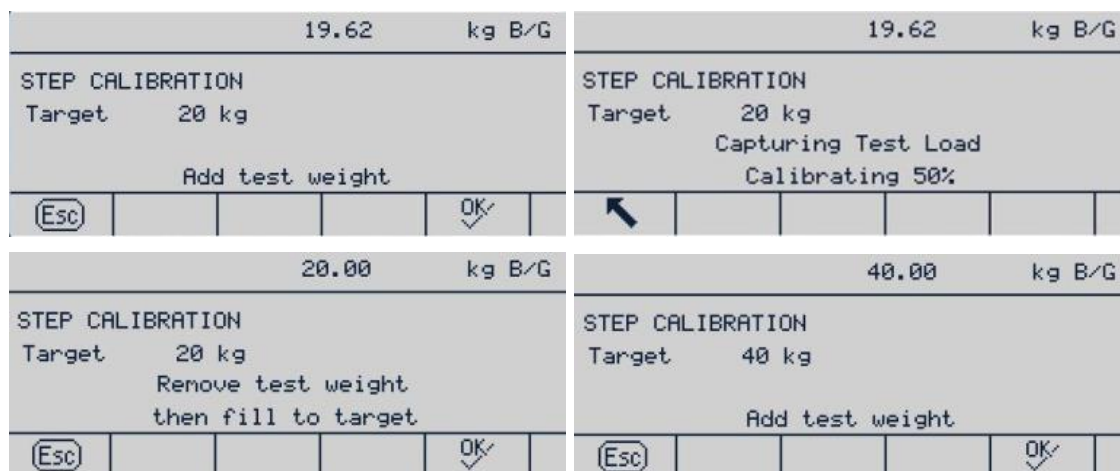 19.62 kg B/G
STEP CALIBRATION
Target 20 kg
Add test weight
Esc OK
19.62 kg B/G
STEP CALIBRATION
Target 20 kg
Capturing Test Load
Calibrating 50%
20.00 kg B/G
STEP CALIBRATION
Target 20 kg
Remove test weight
then fill to target
Esc OK
40.00 kg B/G
STEP CALIBRATION
Target 40 kg
Add test weight
Esc OK